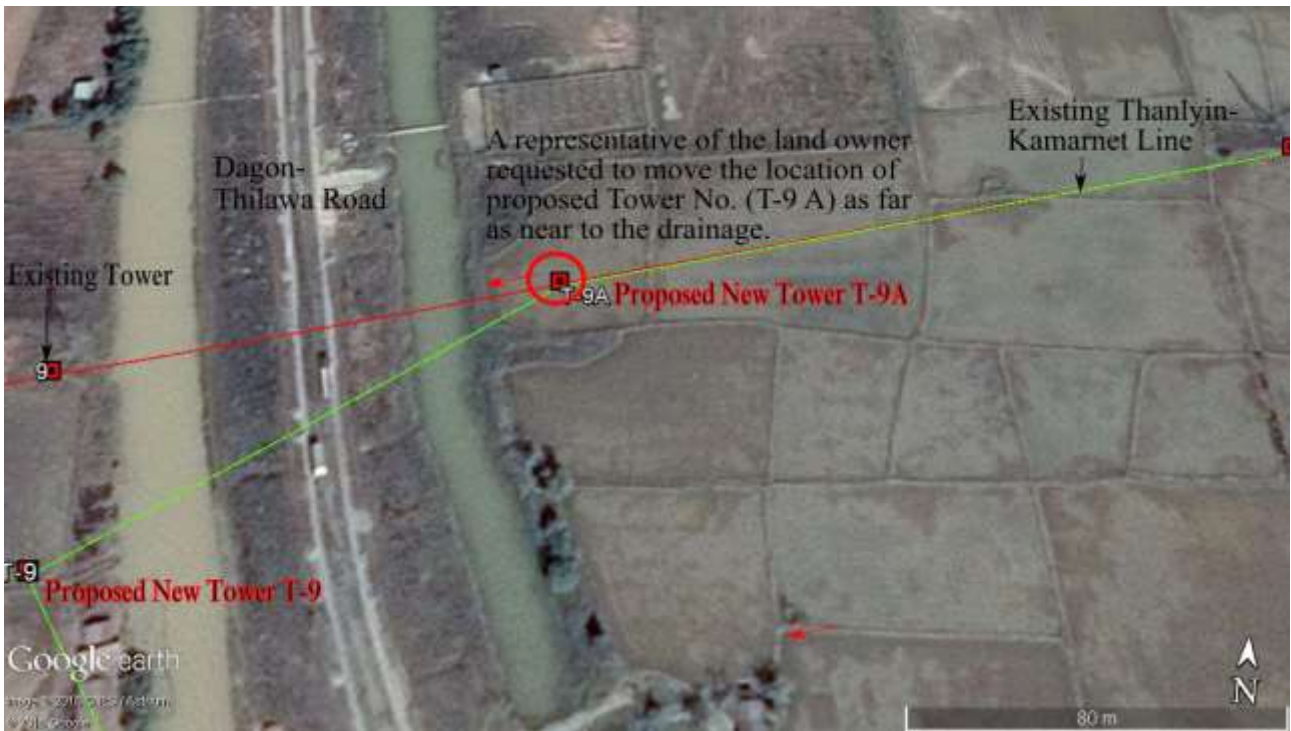 Existing Thanlyin-
Kamarnet Line
A representative of the land owner
requested to move the location of
proposed Tower No. (T-9 A) as far
as near to the drainage.
Dagon-
Thilawa Road
Existing Tower
9
T-9A
Proposed New Tower T-9A
T-9
Proposed New Tower T-9
Google earth
N
80 m